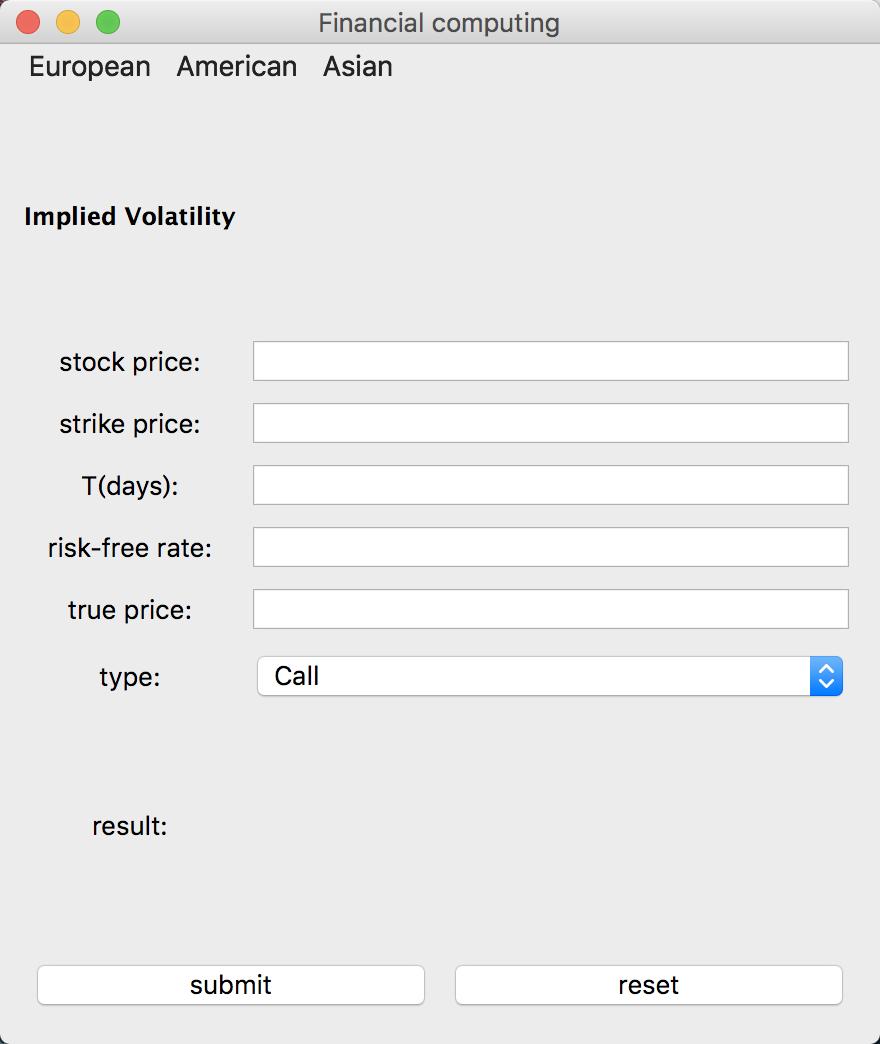 Financial computing
European American Asian
Implied Volatility
stock price:
strike price:
T(days):
risk-free rate:
true price:
type: Call
result:
submit reset